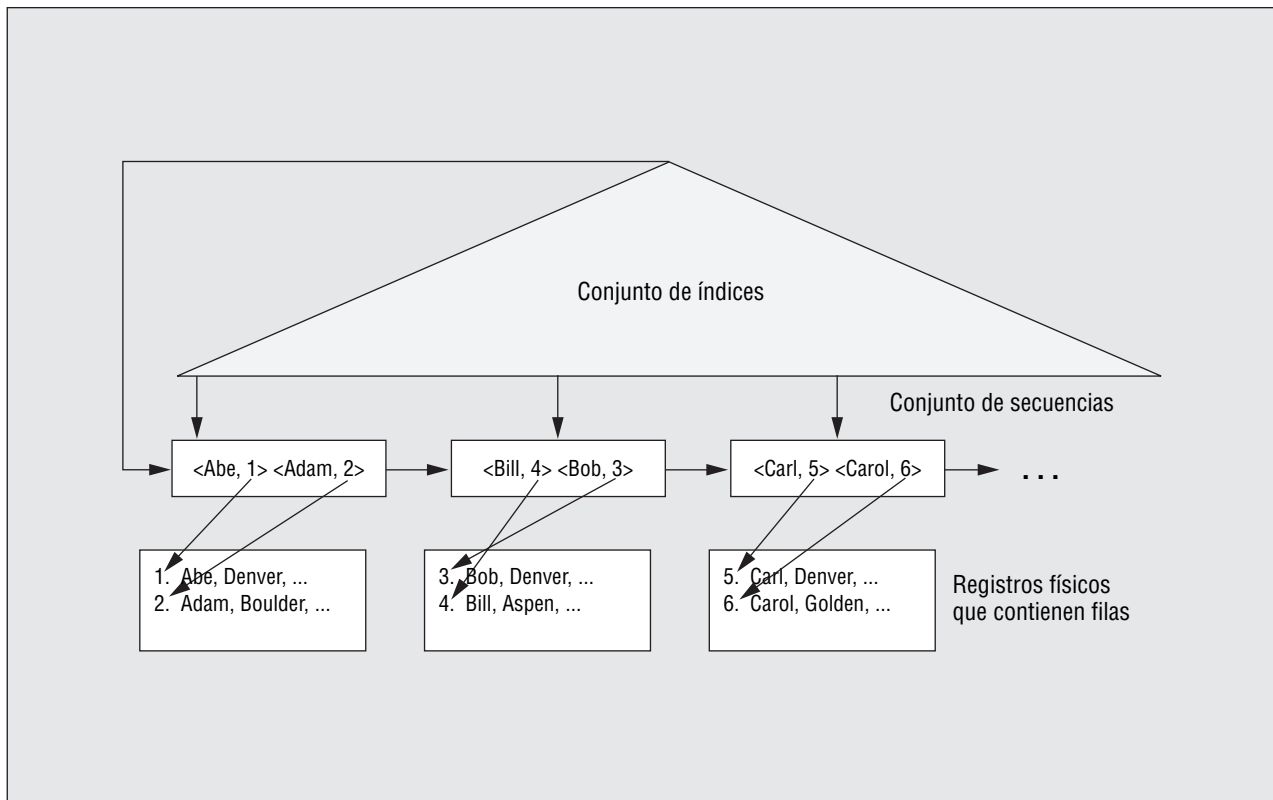 Conjunto de índices
Conjunto de secuencias
<Abe, 1> <Adam, 2>
<Bill, 4> <Bob, 3>
<Carl, 5> <Carol, 6>
...
1. Abe, Denver, ...
2. Adam, Boulder, ...
3. Bob, Denver, ...
4. Bill, Aspen, ...
5. Carl, Denver, ...
6. Carol, Golden, ...
Registros físicos
que contienen filas